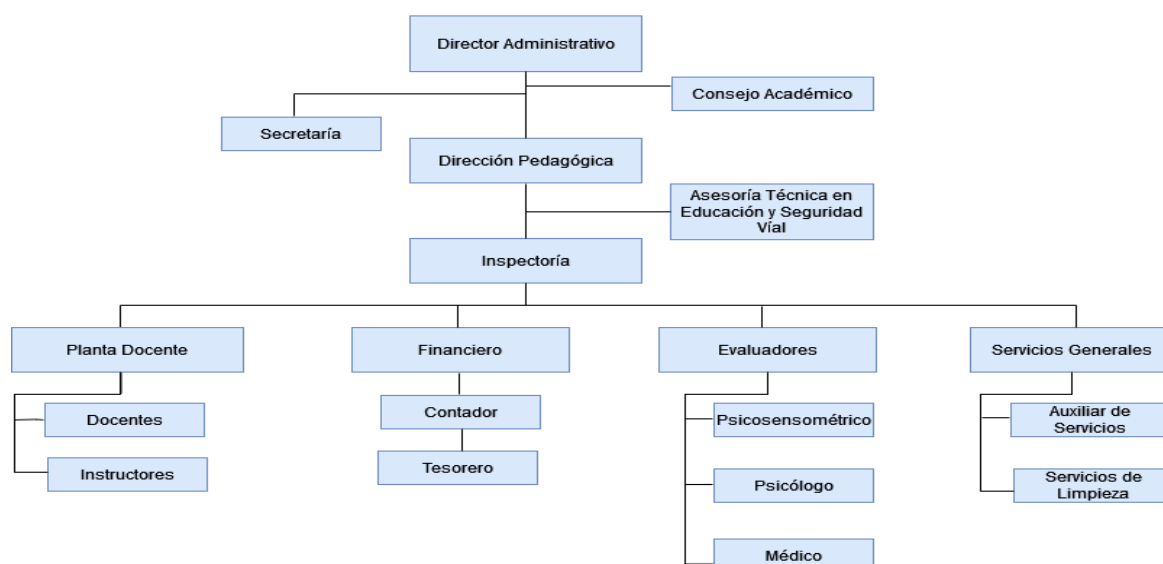 Director Administrativo
Consejo Académico
Secretaría
Dirección Pedagógica
Asesoría Técnica en
Educación y Seguridad
Víal
Inspectoría
Planta Docente
Financiero
Evaluadores
Servicios Generales
Docentes
Instructores
Contador
Tesorero
Psicosensométrico
Psicólogo
Médico
Auxiliar de
Servicios
Servicios de
Limpieza